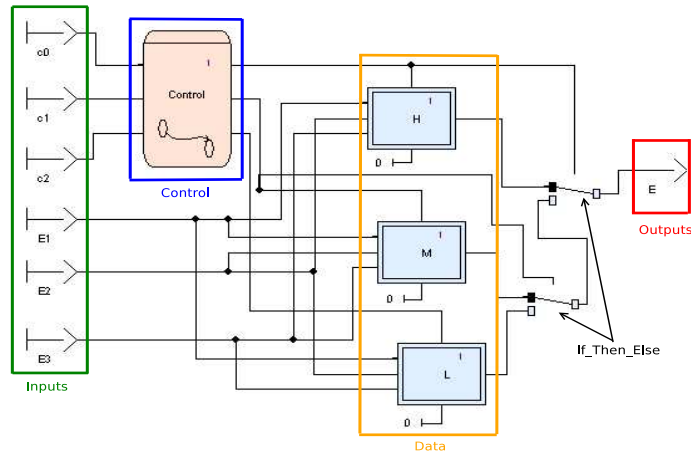 c0
c1
c2
E1
E2
E3
Inputs
1
Control
Control
1
H
0
1
M
0
1
L
0
Data
If_Then_Else
E
Outputs